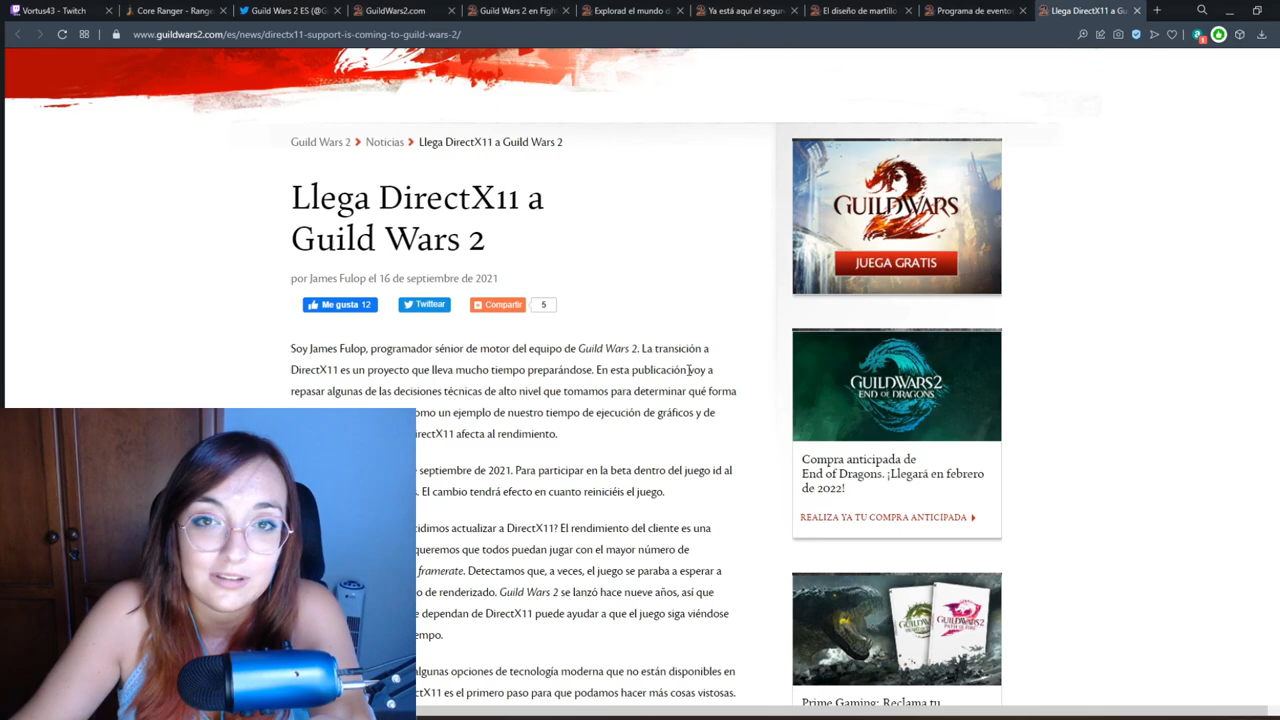 Vortus43 - Twitch
Core Ranger - Range
Guild Wars 2 ES (@G
GuildWars2.com
Guild Wars 2 en Figh
Explorad el mundo d
Ya está aquí el segun
El diseño de martillo
Programa de evento
Llega DirectX11 a Gu
www.guildwars2.com/es/news/directx11-support-is-coming-to-guild-wars-2/
Guild Wars 2 > Noticias > Llega DirectX11 a Guild Wars 2
Llega DirectX11 a
Guild Wars 2
por James Fulop el 16 de septiembre de 2021
Me gusta 12
Twittear
Compartir
5
Soy James Fulop, programador sénior de motor del equipo de Guild Wars 2. La transición a
DirectX11 es un proyecto que lleva mucho tiempo preparándose. En esta publicación voy a
repasar algunas de las decisiones técnicas de alto nivel que tomamos para determinar qué forma
omo un ejemplo de nuestro tiempo de ejecución de gráficos y de
irectX11 afecta al rendimiento.
e septiembre de 2021. Para participar en la beta dentro del juego id al
s. El cambio tendrá efecto en cuanto reiniciéis el juego.
cidimos actualizar a DirectX11? El rendimiento del cliente es una
queremos que todos puedan jugar con el mayor número de
framerate. Detectamos que, a veces, el juego se paraba a esperar a
o de renderizado. Guild Wars 2 se lanzó hace nueve años, así que
e dependan de DirectX11 puede ayudar a que el juego siga viéndose
empo.
algunas opciones de tecnología moderna que no están disponibles en
ctX11 es el primero paso para que podamos hacer más cosas vistosas.
GUILD WARS 2
JUEGA GRATIS
GUILD WARS 2
END OF DRAGONS
Compra anticipada de
End of Dragons. ¡Llegará en febrero
de 2022!
REALIZA YA TU COMPRA ANTICIPADA
GUILD WARS 2
GUILD WARS 2
PATH OF FIRE
Prime Gaming: Reclama tu